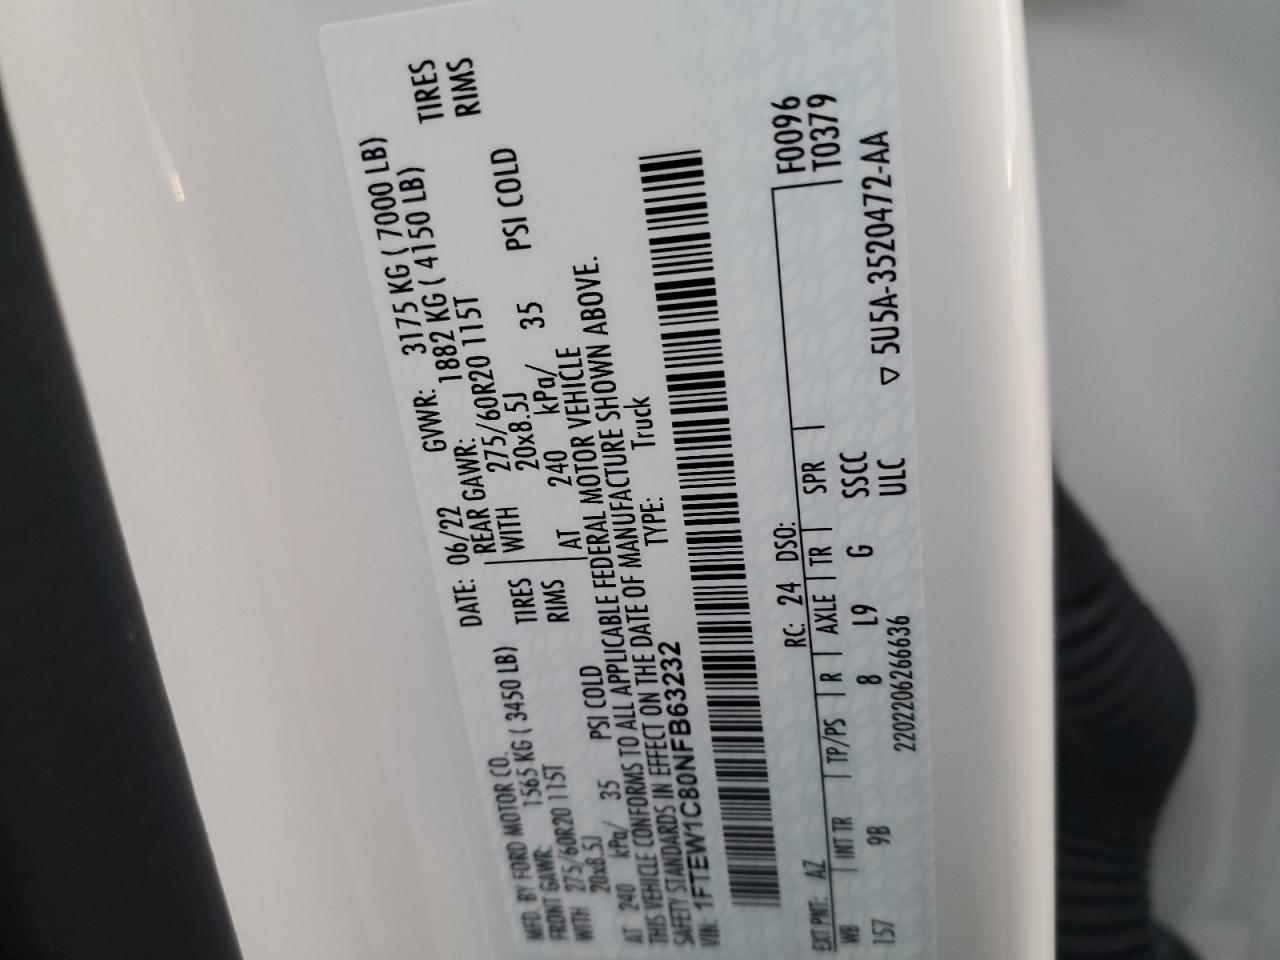 MFD. BY FORD MOTOR CO. DATE: 06/22 GVWR: 3175 KG ( 7000 LB)
FRONT GAWR: 1565 KG ( 3450 LB) REAR GAWR: 1882 KG ( 4150 LB)
WITH 275/60R20 115T TIRES WITH 275/60R20 115T TIRES
20x8.5J RIMS 20x8.5J RIMS
AT 240 kPa/ 35 PSI COLD AT 240 kPa/ 35 PSI COLD
THIS VEHICLE CONFORMS TO ALL APPLICABLE FEDERAL MOTOR VEHICLE
SAFETY STANDARDS IN EFFECT ON THE DATE OF MANUFACTURE SHOWN ABOVE.
VIN: 1FTEW1C80NFB63232 TYPE: Truck
F0096
EXT PNT: AZ RC: 24 DSO: T0379
WB INT TR TP/PS R AXLE TR SPR
157 9B 8 L9 G SSCC
220220626 6636 ULC ▽ 5U5A-3520472-AA